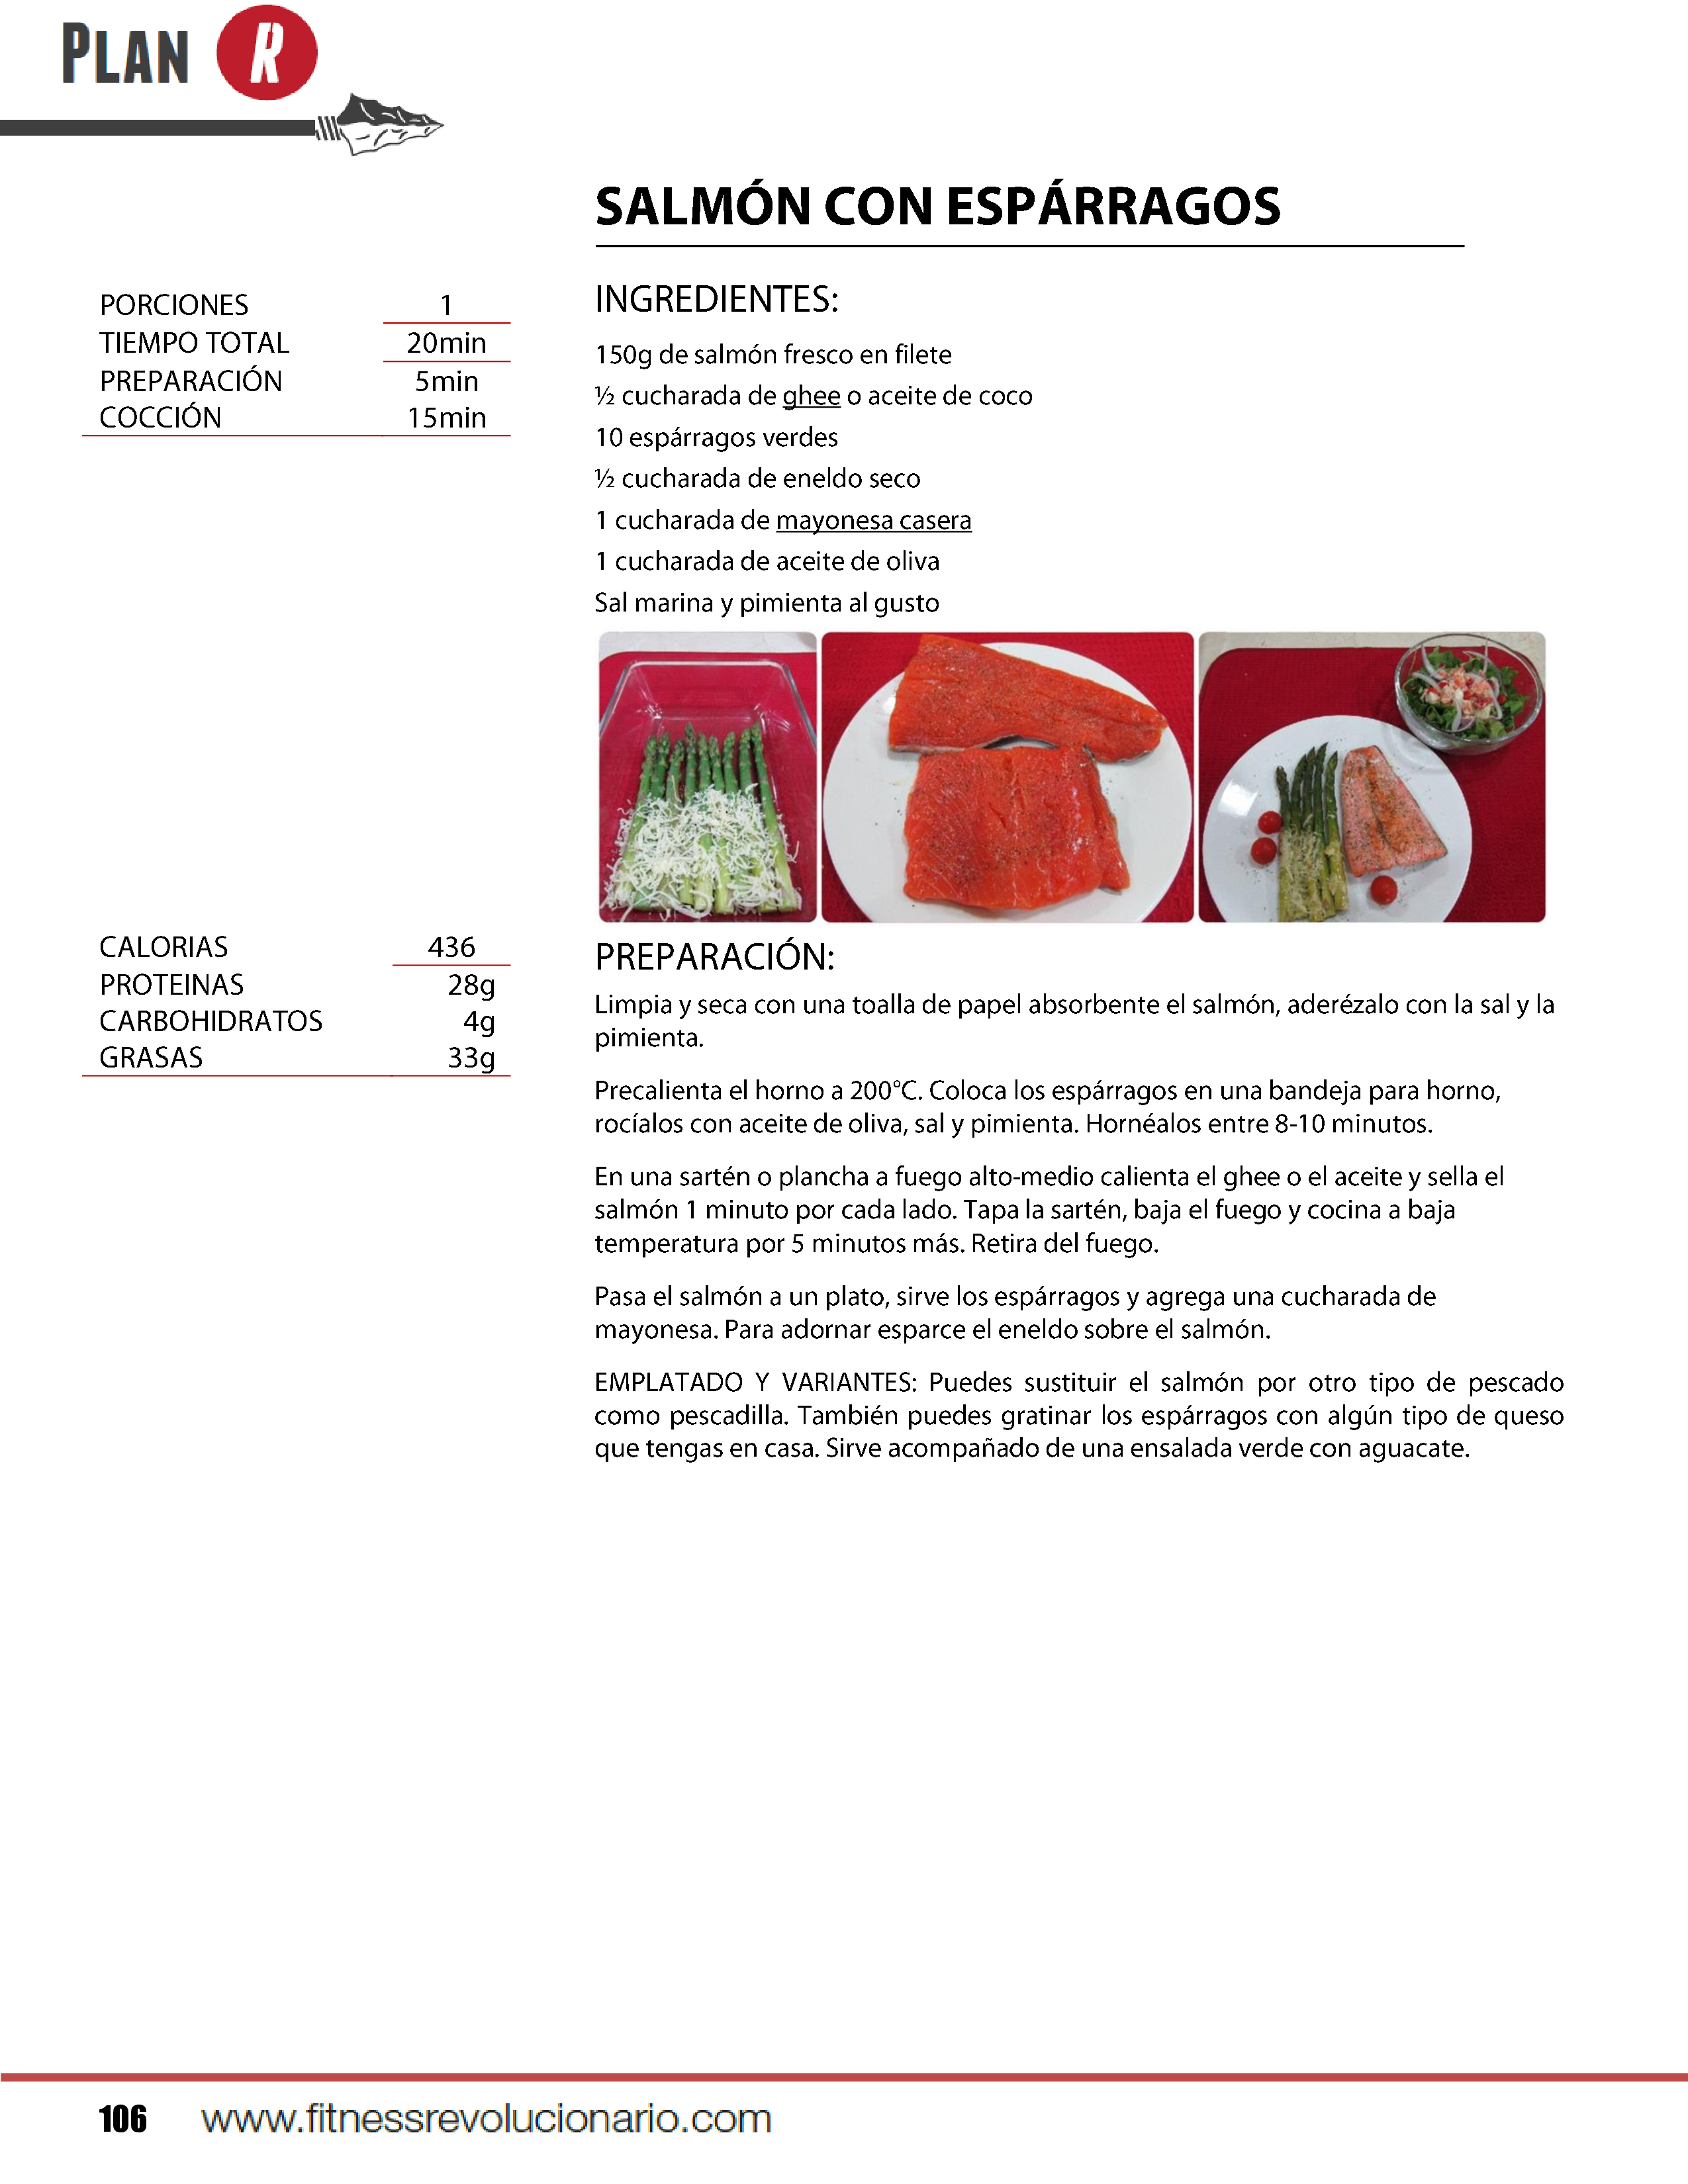 PLAN R
SALMÓN CON ESPÁRRAGOS
PORCIONES 1
TIEMPO TOTAL 20min
PREPARACIÓN 5min
COCCIÓN 15min
INGREDIENTES:
150g de salmón fresco en filete
½ cucharada de ghee o aceite de coco
10 espárragos verdes
½ cucharada de eneldo seco
1 cucharada de mayonesa casera
1 cucharada de aceite de oliva
Sal marina y pimienta al gusto
CALORIAS 436
PROTEINAS 28g
CARBOHIDRATOS 4g
GRASAS 33g
PREPARACIÓN:
Limpia y seca con una toalla de papel absorbente el salmón, aderézalo con la sal y la
pimienta.
Precalienta el horno a 200°C. Coloca los espárragos en una bandeja para horno,
rocíalos con aceite de oliva, sal y pimienta. Hornéalos entre 8-10 minutos.
En una sartén o plancha a fuego alto-medio calienta el ghee o el aceite y sella el
salmón 1 minuto por cada lado. Tapa la sartén, baja el fuego y cocina a baja
temperatura por 5 minutos más. Retira del fuego.
Pasa el salmón a un plato, sirve los espárragos y agrega una cucharada de
mayonesa. Para adornar esparce el eneldo sobre el salmón.
EMPLATADO Y VARIANTES: Puedes sustituir el salmón por otro tipo de pescado
como pescadilla. También puedes gratinar los espárragos con algún tipo de queso
que tengas en casa. Sirve acompañado de una ensalada verde con aguacate.
106 www.fitnessrevolucionario.com